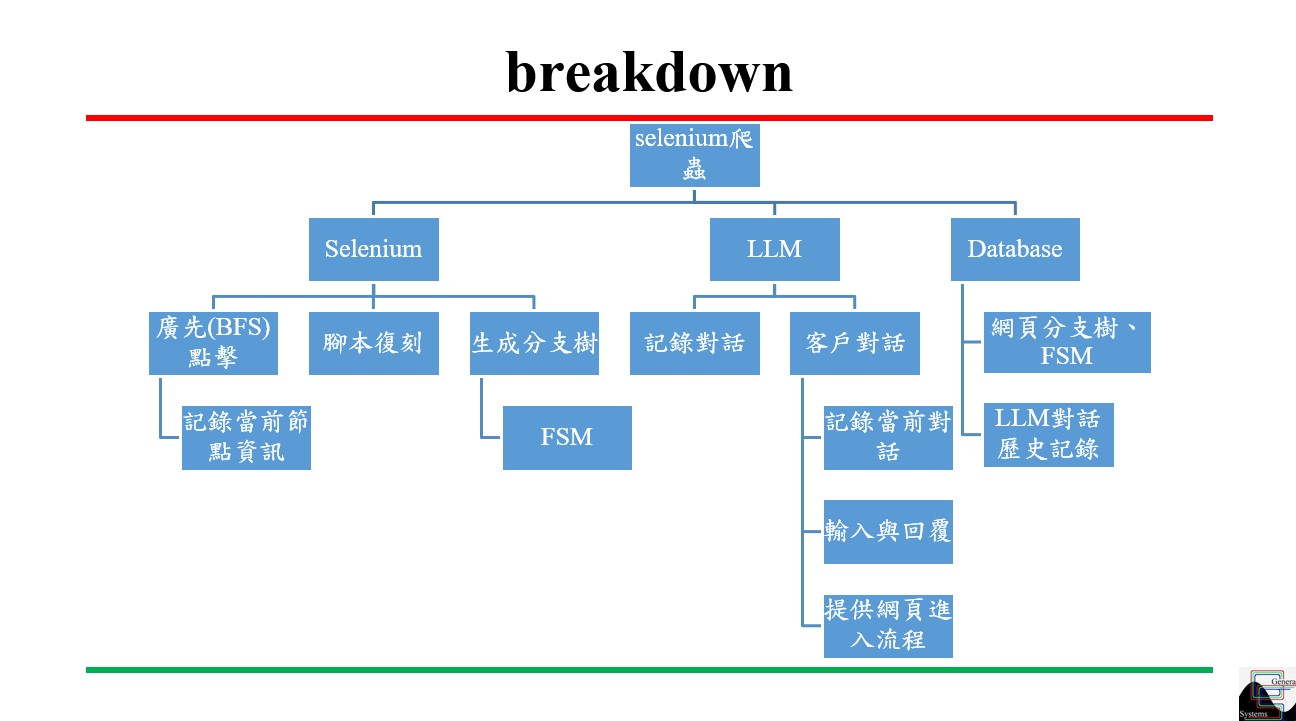 breakdown
selenium爬
蟲
Selenium
LLM
Database
廣先(BFS)
點擊
腳本復刻
生成分支樹
記錄對話
客戶對話
網頁分支樹、
FSM
記錄當前節
點資訊
FSM
記錄當前對
話
LLM對話
歷史記錄
輸入與回覆
提供網頁進
入流程
Genera
Systems